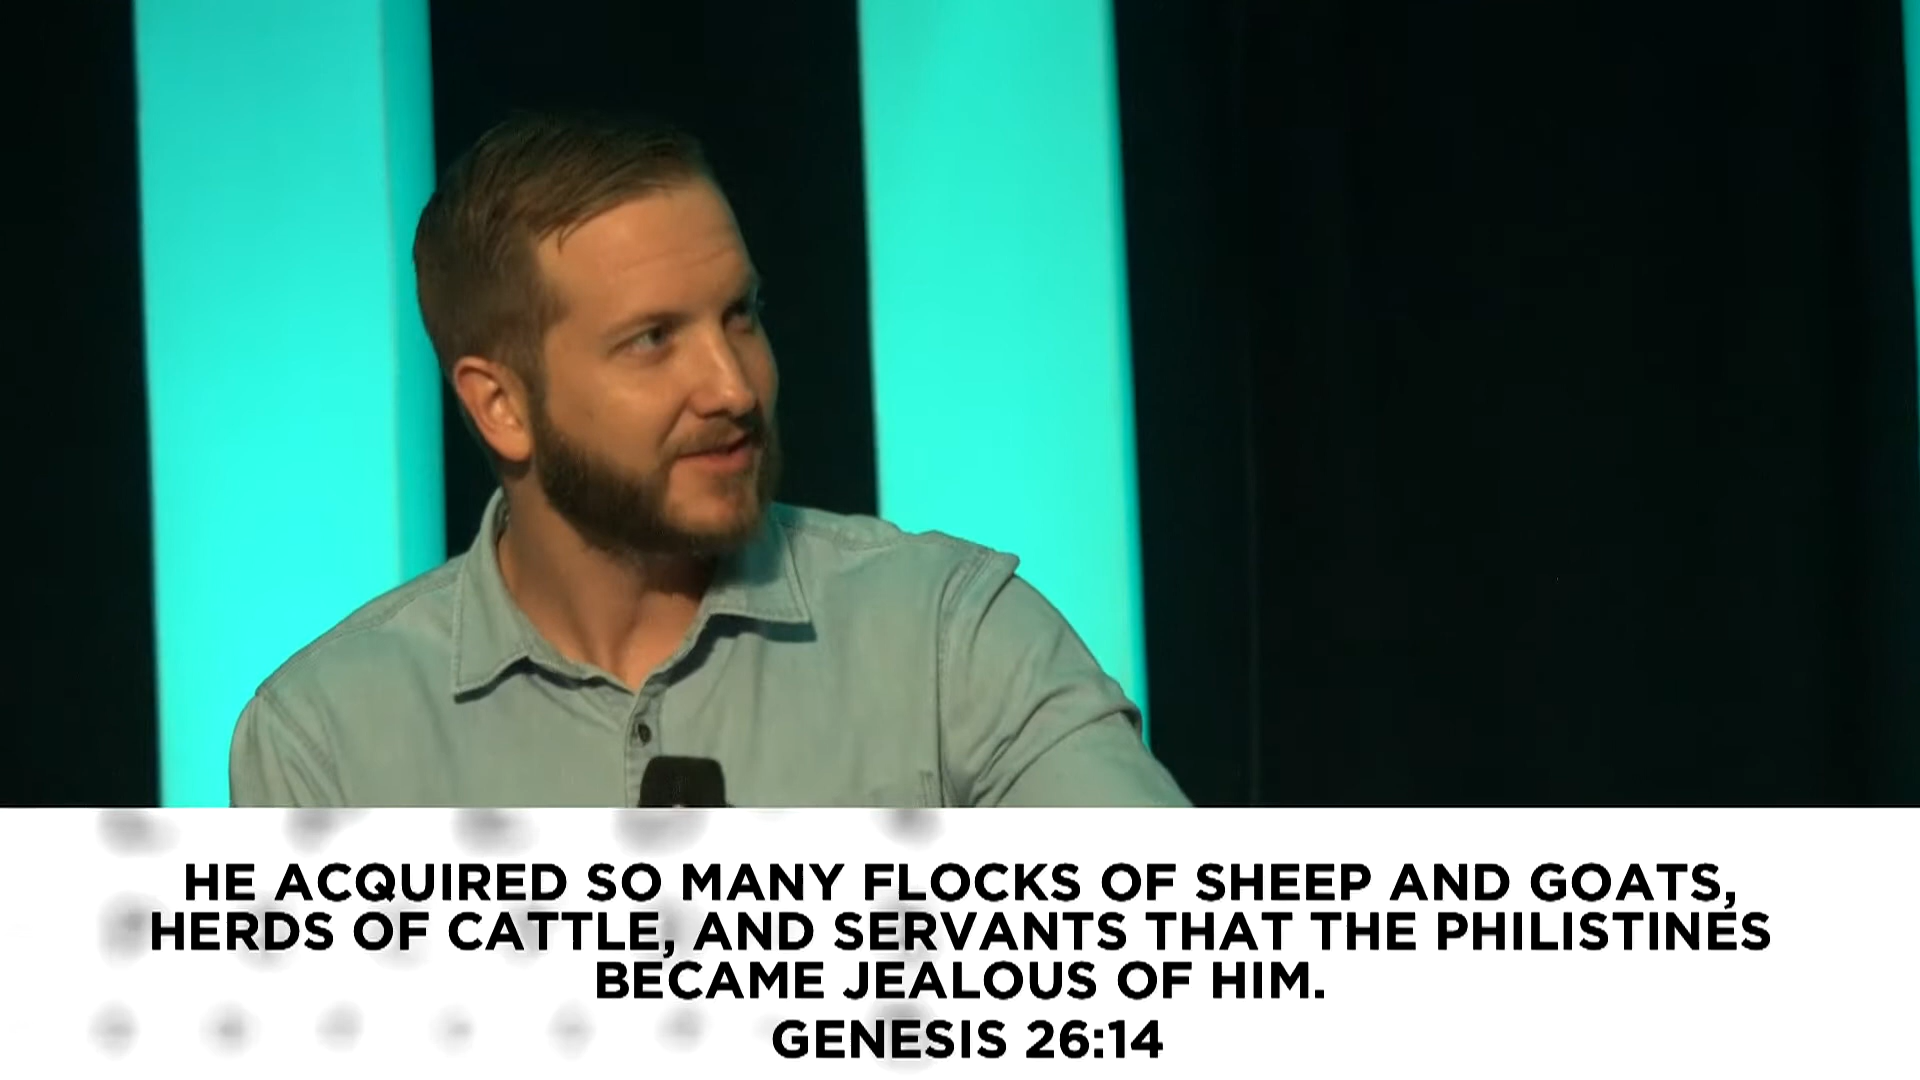 HE ACQUIRED SO MANY FLOCKS OF SHEEP AND GOATS,
HERDS OF CATTLE, AND SERVANTS THAT THE PHILISTINES
BECAME JEALOUS OF HIM.
GENESIS 26:14